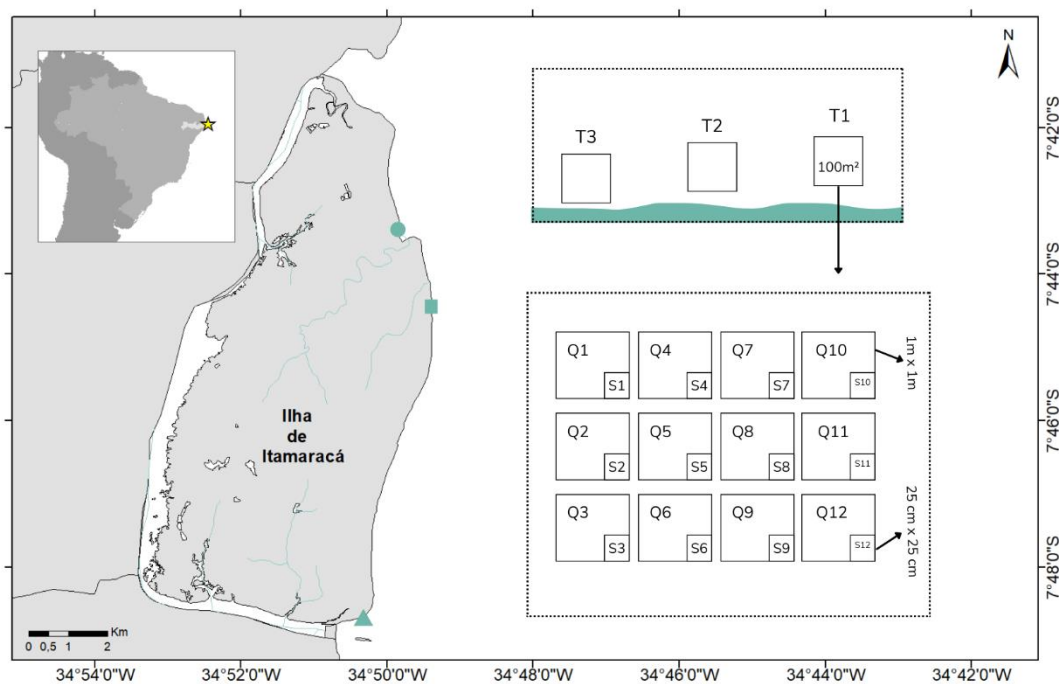 N
T3
T2
T1
100m²
Q1
Q4
Q7
Q10
S1
S4
S7
S10
1m x 1m
Q2
Q5
Q8
Q11
S2
S5
S8
S11
Q3
Q6
Q9
Q12
S3
S6
S9
S12
25 cm x 25 cm
Ilha
de
Itamaracá
Km
0 0,5 1 2
7°42'0"S
7°44'0"S
7°46'0"S
7°48'0"S
34°54'0"W 34°52'0"W 34°50'0"W 34°48'0"W 34°46'0"W 34°44'0"W 34°42'0"W